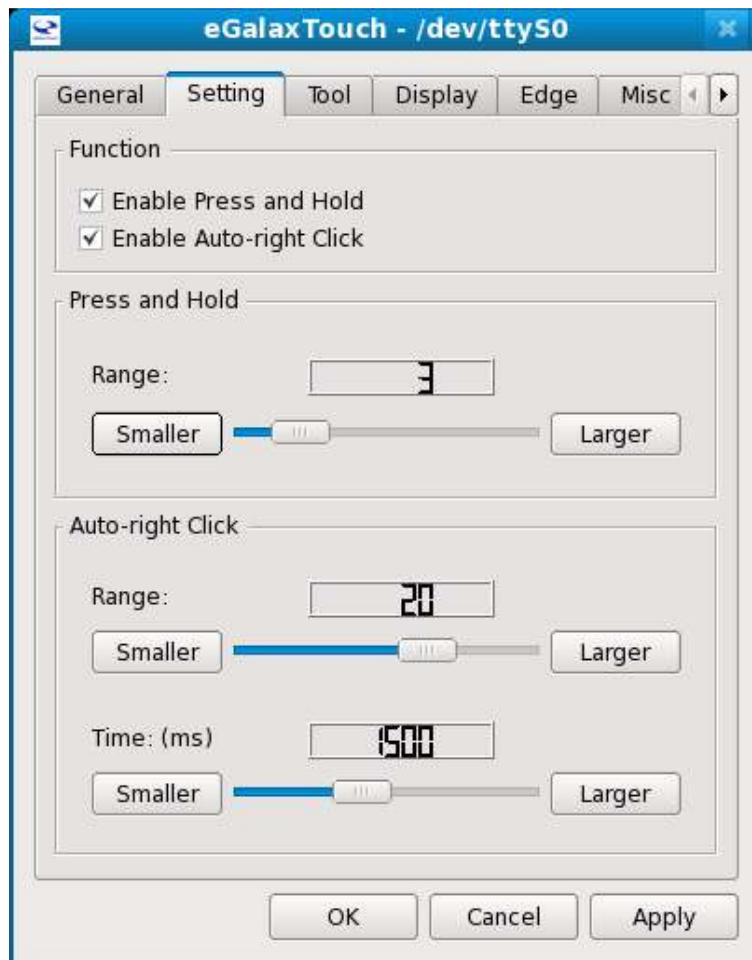 eGalaxTouch - /dev/ttyS0
General Setting Tool Display Edge Misc
Function
Enable Press and Hold
Enable Auto-right Click
Press and Hold
Range: 3
Smaller Larger
Auto-right Click
Range: 20
Smaller Larger
Time: (ms) 1500
Smaller Larger
OK Cancel Apply